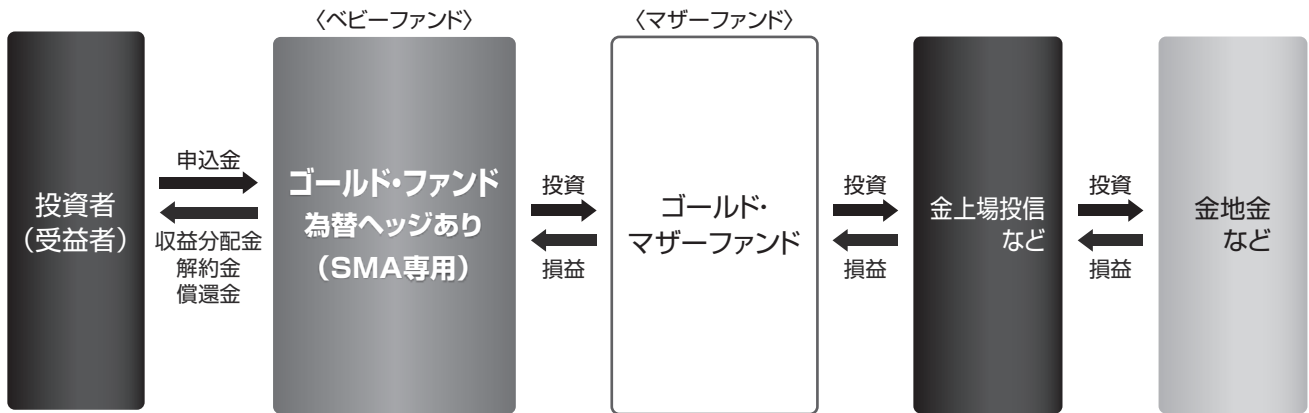 〈ベビーファンド〉
〈マザーファンド〉
投資者
（受益者）
申込金
収益分配金
解約金
償還金
ゴールド・ファンド
為替ヘッジあり
（SMA専用）
投資
損益
ゴールド・
マザーファンド
投資
損益
金上場投信
など
投資
損益
金地金
など